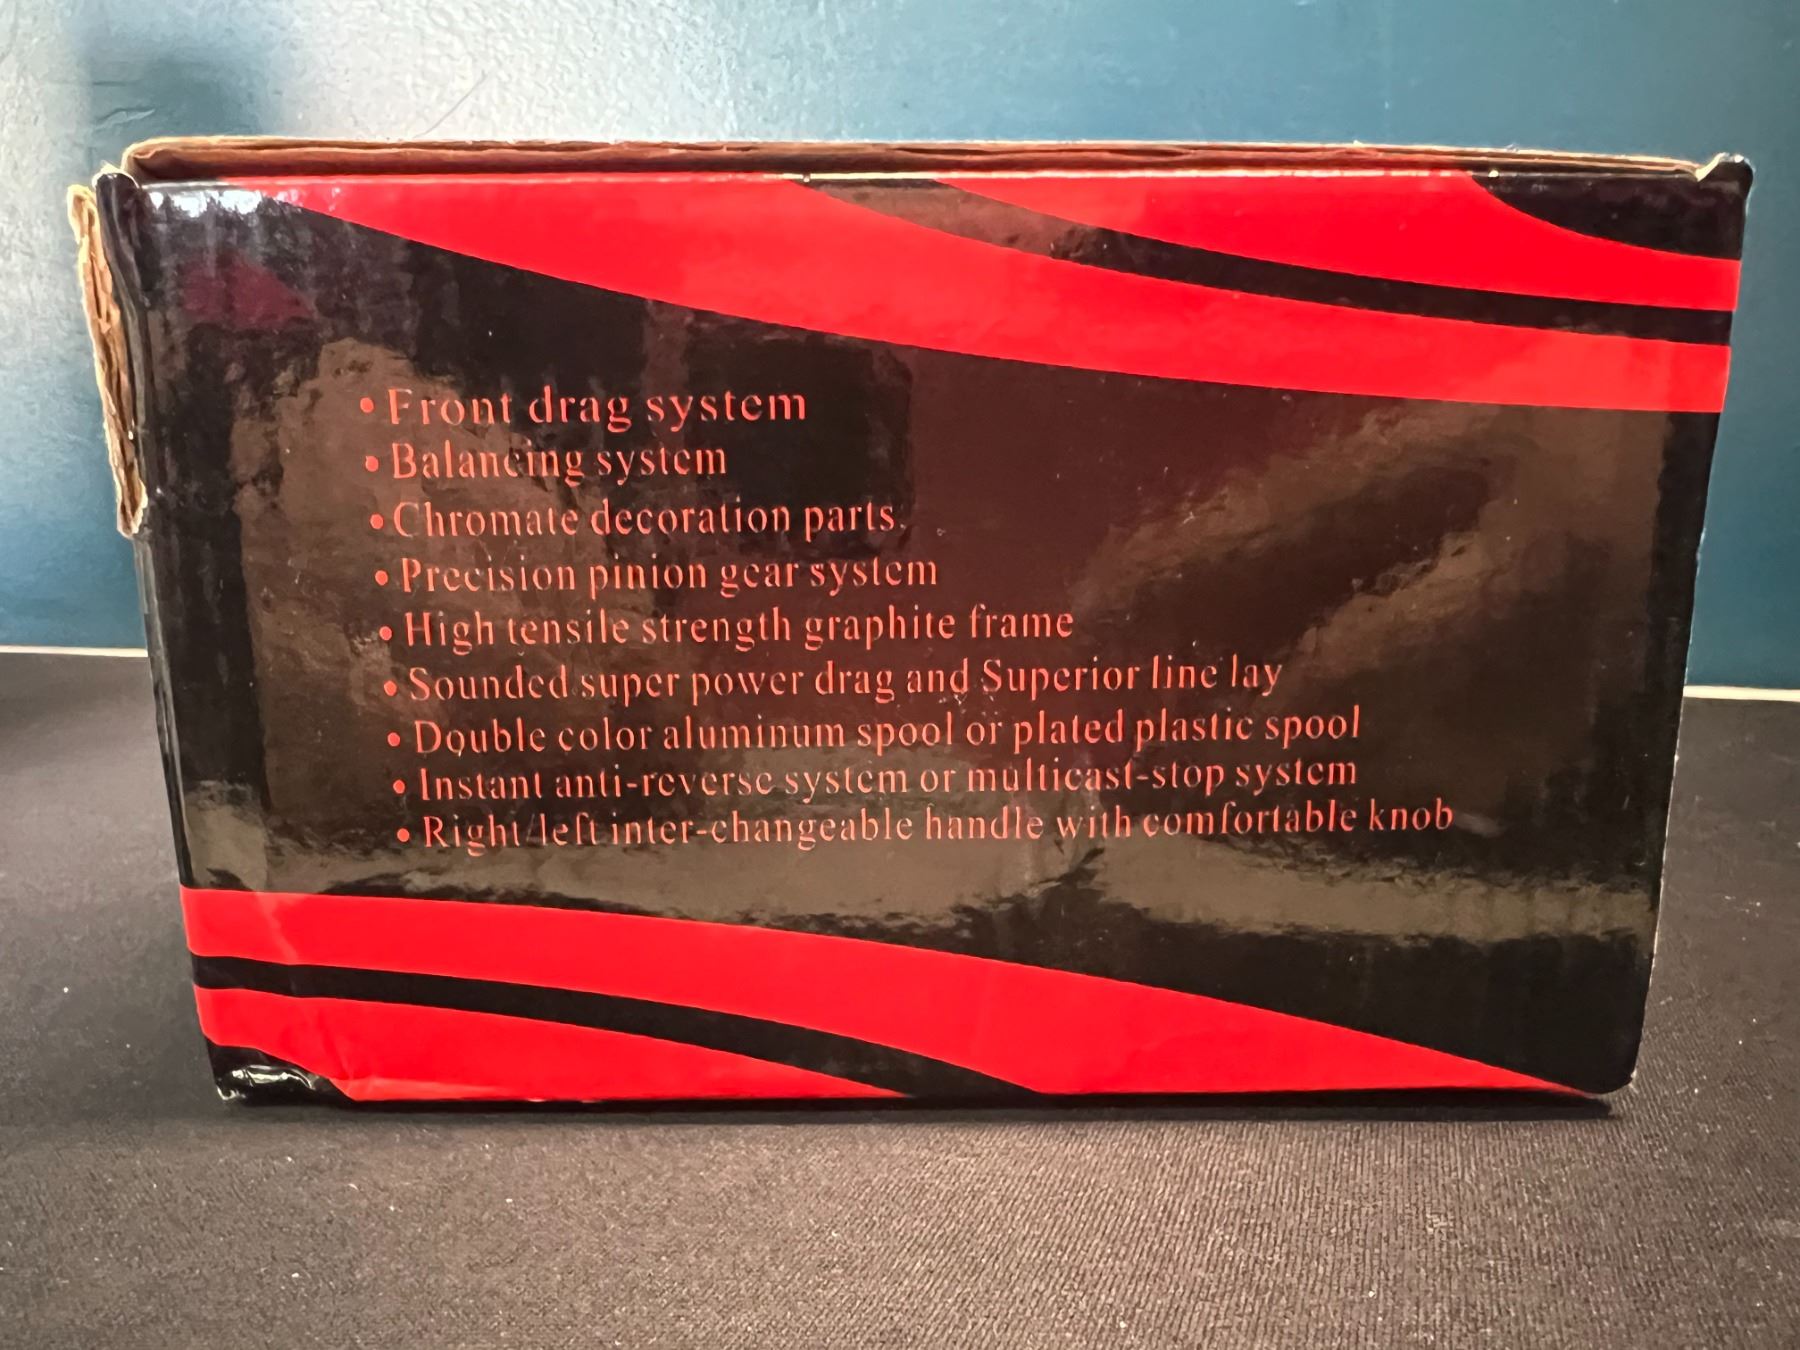 • Front drag system
• Balancing system
• Chromate decoration parts.
• Precision pinion gear system
• High tensile strength graphite frame
• Sounded super power drag and Superior line lay
• Double color aluminum spool or plated plastic spool
• Instant anti-reverse system or multicast-stop system
• Right/left inter-changeable handle with comfortable knob